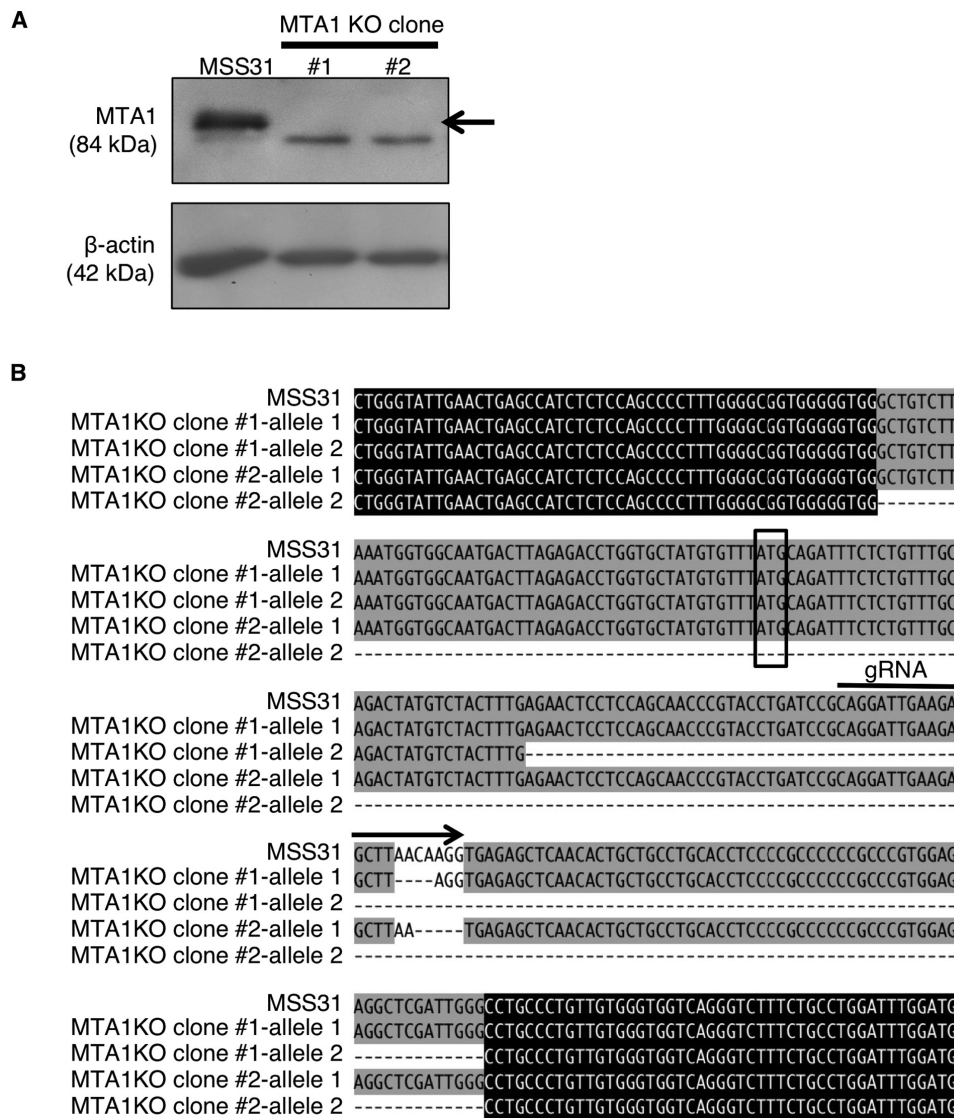 A
MTA1 KO clone
MSS31 #1 #2
MTA1
(84 kDa)
β-actin
(42 kDa)
B
MSS31 CTGGGTATTGAACTGAGCCATCTCTCCAGCCCCTTTGGGGCGGTGGGGGTGGGCTGTCTT
MTA1KO clone #1-allele 1 CTGGGTATTGAACTGAGCCATCTCTCCAGCCCCTTTGGGGCGGTGGGGGTGGGCTGTCTT
MTA1KO clone #1-allele 2 CTGGGTATTGAACTGAGCCATCTCTCCAGCCCCTTTGGGGCGGTGGGGGTGGGCTGTCTT
MTA1KO clone #2-allele 1 CTGGGTATTGAACTGAGCCATCTCTCCAGCCCCTTTGGGGCGGTGGGGGTGGGCTGTCTT
MTA1KO clone #2-allele 2 CTGGGTATTGAACTGAGCCATCTCTCCAGCCCCTTTGGGGCGGTGGGGGTGG--------
MSS31 AAATGGTGGCAATGACTTAGAGACCTGGTGCTATGTGTTTATGCAGATTTCTCTGTTTGC
MTA1KO clone #1-allele 1 AAATGGTGGCAATGACTTAGAGACCTGGTGCTATGTGTTTATGCAGATTTCTCTGTTTGC
MTA1KO clone #1-allele 2 AAATGGTGGCAATGACTTAGAGACCTGGTGCTATGTGTTTATGCAGATTTCTCTGTTTGC
MTA1KO clone #2-allele 1 AAATGGTGGCAATGACTTAGAGACCTGGTGCTATGTGTTTATGCAGATTTCTCTGTTTGC
MTA1KO clone #2-allele 2 ------------------------------------------------------------
gRNA
MSS31 AGACTATGTCTACTTTGAGAACTCCTCCAGCAACCCGTACCTGATCCGCAGGATTGAAGA
MTA1KO clone #1-allele 1 AGACTATGTCTACTTTGAGAACTCCTCCAGCAACCCGTACCTGATCCGCAGGATTGAAGA
MTA1KO clone #1-allele 2 AGACTATGTCTACTTTG-------------------------------------------
MTA1KO clone #2-allele 1 AGACTATGTCTACTTTGAGAACTCCTCCAGCAACCCGTACCTGATCCGCAGGATTGAAGA
MTA1KO clone #2-allele 2 ------------------------------------------------------------
MSS31 GCTTAACAAGGTGAGAGCTCAACACTGCTGCCTGCACCTCCCCGCCCCCCGCCCGTGGAG
MTA1KO clone #1-allele 1 GCTT----AGGTGAGAGCTCAACACTGCTGCCTGCACCTCCCCGCCCCCCGCCCGTGGAG
MTA1KO clone #1-allele 2 ------------------------------------------------------------
MTA1KO clone #2-allele 1 GCTTAA-----TGAGAGCTCAACACTGCTGCCTGCACCTCCCCGCCCCCCGCCCGTGGAG
MTA1KO clone #2-allele 2 ------------------------------------------------------------
MSS31 AGGCTCGATTGGGCCTGCCCTGTTGTGGGTGGTCAGGGTCTTTCTGCCTGGATTTGGATG
MTA1KO clone #1-allele 1 AGGCTCGATTGGGCCTGCCCTGTTGTGGGTGGTCAGGGTCTTTCTGCCTGGATTTGGATG
MTA1KO clone #1-allele 2 -------------CCTGCCCTGTTGTGGGTGGTCAGGGTCTTTCTGCCTGGATTTGGATG
MTA1KO clone #2-allele 1 AGGCTCGATTGGGCCTGCCCTGTTGTGGGTGGTCAGGGTCTTTCTGCCTGGATTTGGATG
MTA1KO clone #2-allele 2 -------------CCTGCCCTGTTGTGGGTGGTCAGGGTCTTTCTGCCTGGATTTGGATG